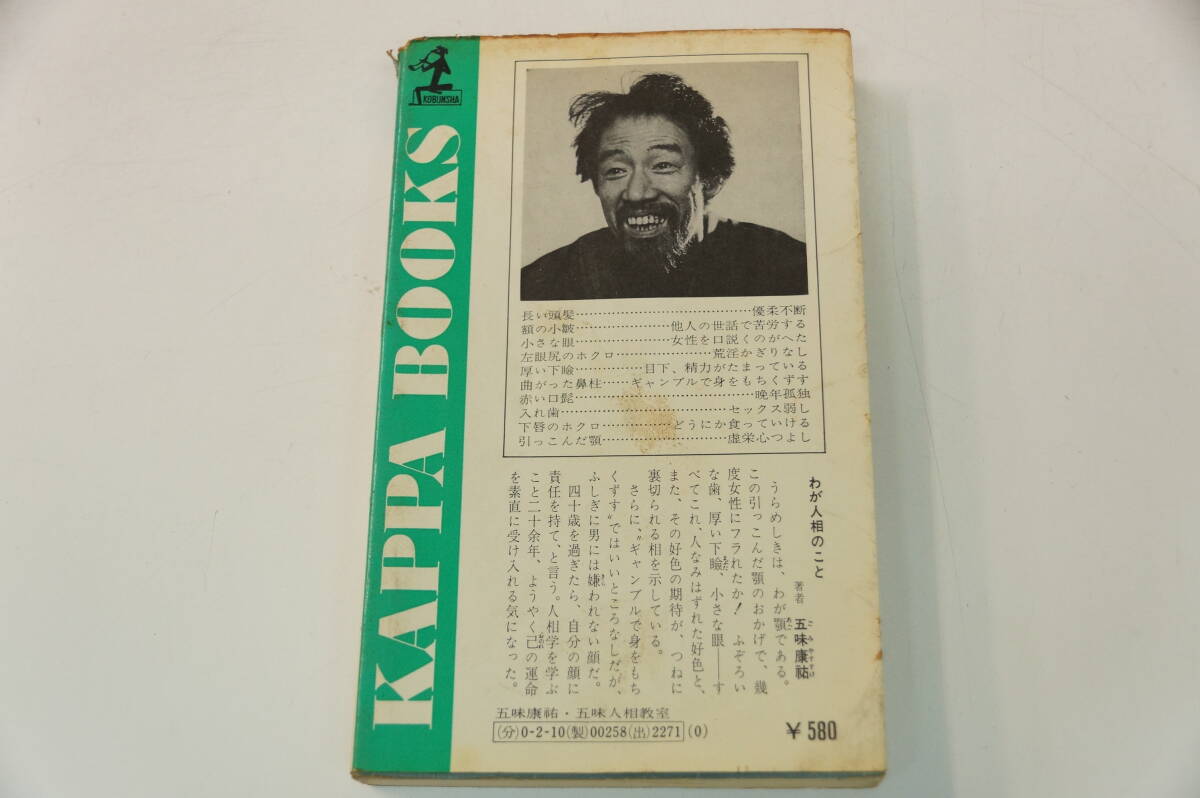 KOBUNSHA
KAPPA BOOKS
長い頭髪……………………優柔不断
額の小皺……………他人の世話で苦労する
小さな眼……………女性を口説くのがへた
左眼尻のホクロ……………荒淫かぎりなし
厚い下瞼………目下、精力がたまっている
曲がった鼻柱……ギャンブルで身をもちくずす
赤い口髭……………………晩年孤独
入れ歯……………………セックス弱し
下唇のホクロ……………どうにか食っていける
引っこんだ顎………………虚栄心つよし
わが人相のこと
著者 五味康祐
ごみやすすけ
うらめしきは、わが顎である。
この引っこんだ顎のおかげで、幾
度女性にフラれたか！ ふぞろい
な歯、厚い下瞼、小さな眼――す
べてこれ、人なみはずれた好色と、
また、その好色の期待が、つねに
裏切られる相を示している。
さらに、〝ギャンブルで身をもち
くずす〟ではいいところなしだが、
ふしぎに男には嫌われない顔だ。
四十歳を過ぎたら、自分の顔に
責任を持て、と言う。人相学を学ぶ
こと二十余年、ようやく己の運命
を素直に受け入れる気になった。
五味康祐・五味人相教室
(分)0-2-10(製)00258(出)2271(0)
￥580